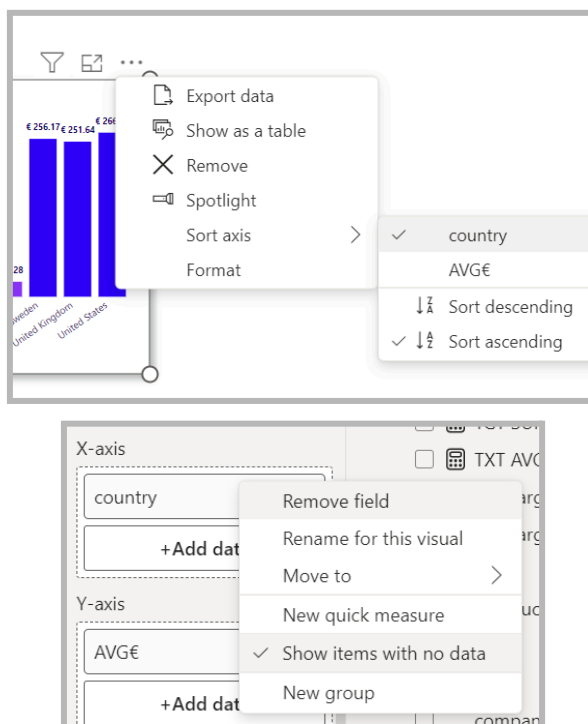 Export data
€ 256.17 € 251.64 € 266
Show as a table
Remove
Spotlight
Sort axis
country
28
Format
AVG€
Sweden
United Kingdom
United States
Sort descending
Sort ascending
X-axis
TXT AVG
country
Remove field
+Add dat
Rename for this visual
Move to
Y-axis
New quick measure
AVG€
Show items with no data
+Add dat
New group
compan